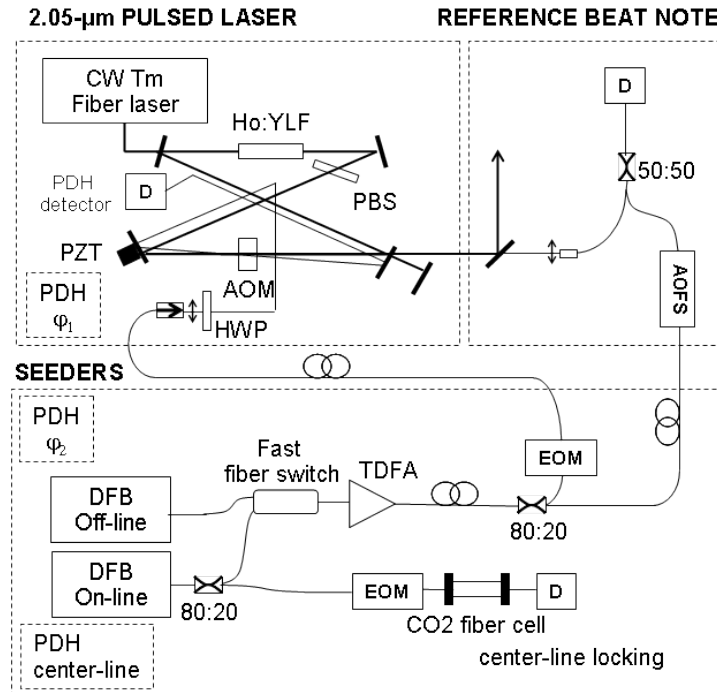 2.05-µm PULSED LASER
REFERENCE BEAT NOTE
CW Tm
Fiber laser
Ho:YLF
D
PDH
detector
D
PBS
50:50
PZT
AOM
AOFS
PDH
φ1
HWP
SEEDERS
PDH
φ2
Fast
fiber switch
TDFA
EOM
DFB
Off-line
80:20
DFB
On-line
80:20
EOM
D
CO2 fiber cell
PDH
center-line
center-line locking